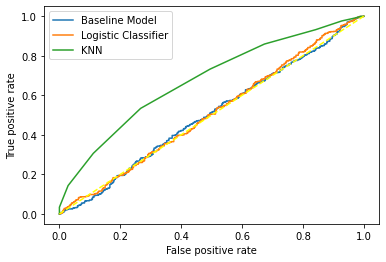 Baseline Model
Logistic Classifier
KNN
True positive rate
1.0
0.8
0.6
0.4
0.2
0.0
0.0 0.2 0.4 0.6 0.8 1.0
False positive rate